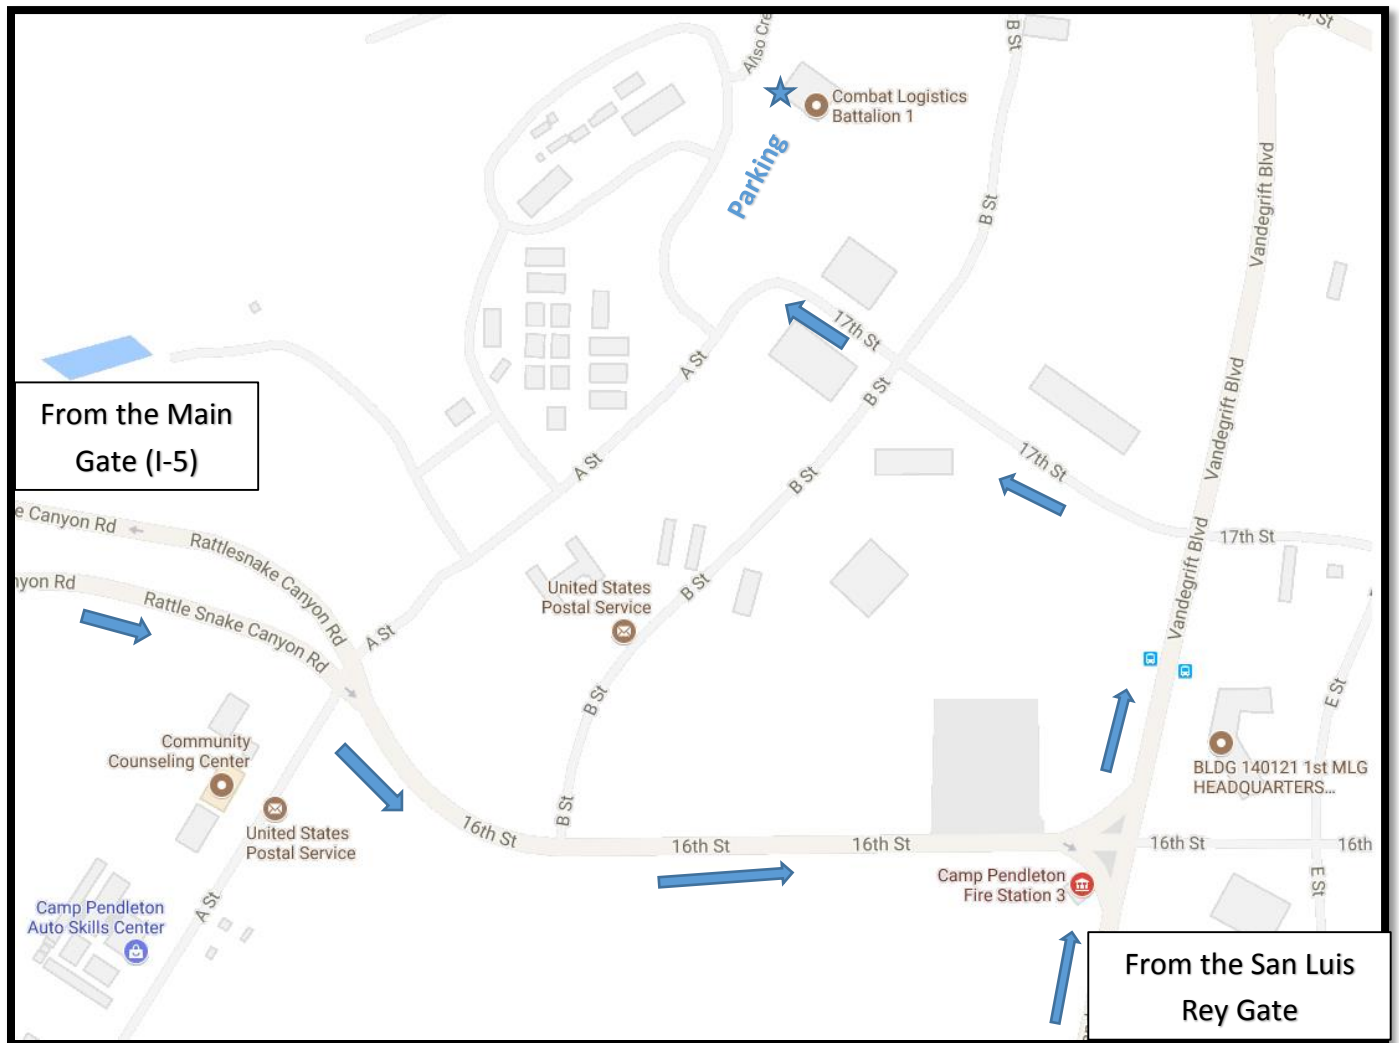 B St
St
Aliso Cre
Combat Logistics
Battalion 1
Parking
Vandegrift Blvd
B St
17th St
A St
B St
Vandegrift Blvd
From the Main
Gate (I-5)
17th St
A St
B St
e Canyon Rd
Rattlesnake Canyon Rd
17th St
Vandegrift Blvd
nyon Rd
Rattle Snake Canyon Rd
United States
Postal Service
B St
A St
B St
E St
Community
Counseling Center
BLDG 140121 1st MLG
HEADQUARTERS...
United States
Postal Service
B St
16th St
16th St
16th St
16th St
16th
Camp Pendleton
Fire Station 3
E St
Camp Pendleton
Auto Skills Center
A St
From the San Luis
Rey Gate